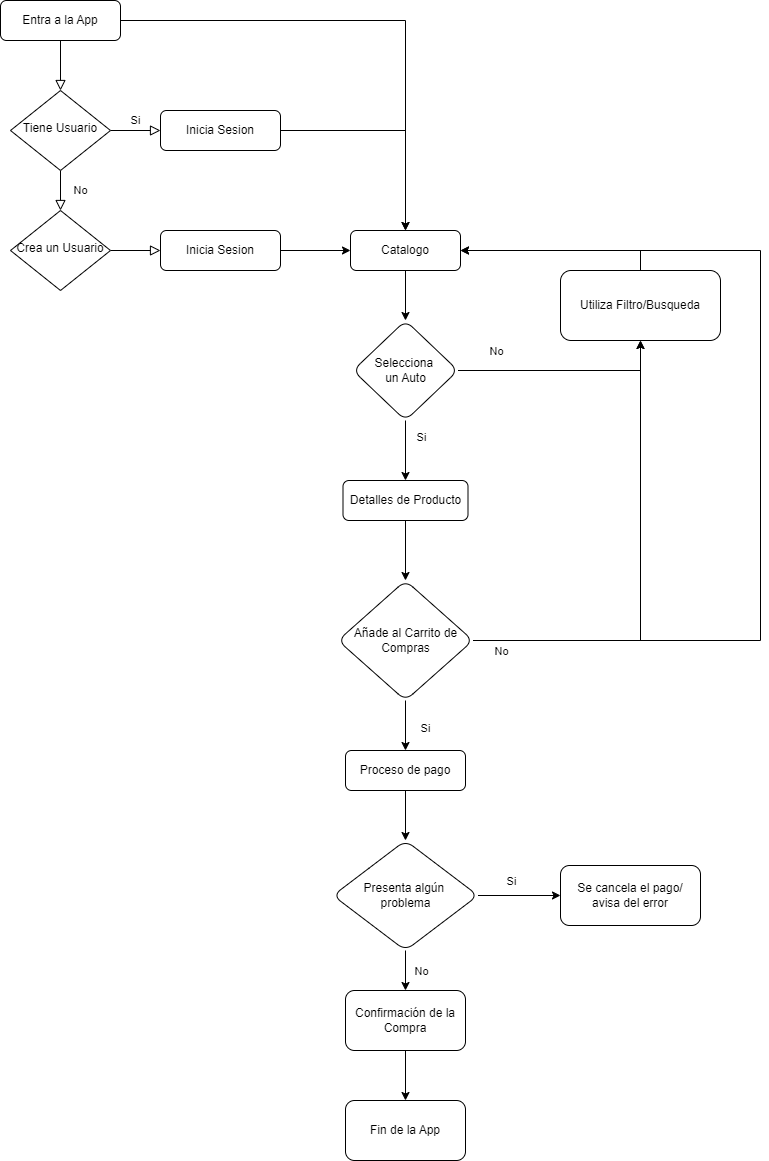 Entra a la App
Tiene Usuario
Si
Inicia Sesion
No
Crea un Usuario
Inicia Sesion
Catalogo
Utiliza Filtro/Busqueda
Selecciona
un Auto
No
Si
Detalles de Producto
Añade al Carrito de
Compras
No
Si
Proceso de pago
Presenta algún
problema
Si
Se cancela el pago/
avisa del error
No
Confirmación de la
Compra
Fin de la App